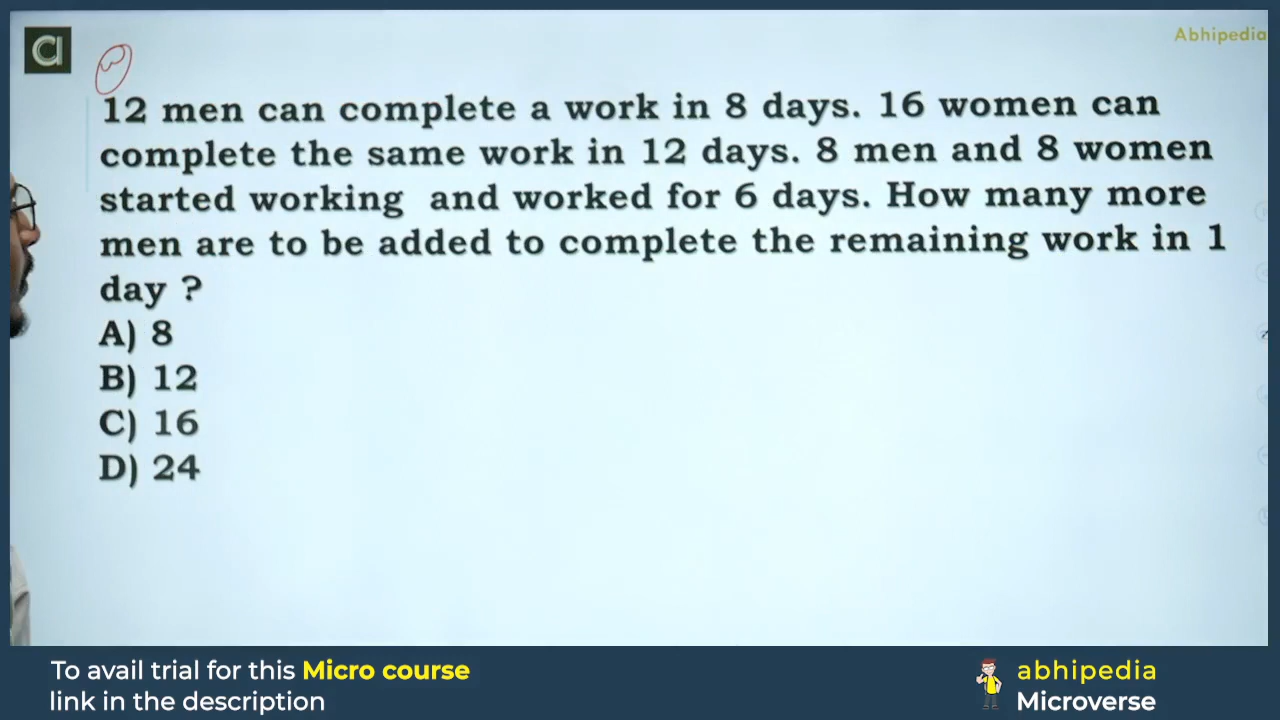 Abhipedia
12 men can complete a work in 8 days. 16 women can
complete the same work in 12 days. 8 men and 8 women
started working and worked for 6 days. How many more
men are to be added to complete the remaining work in 1
day ?
A) 8
B) 12
C) 16
D) 24
To avail trial for this Micro course
link in the description
abhipedia
Microverse